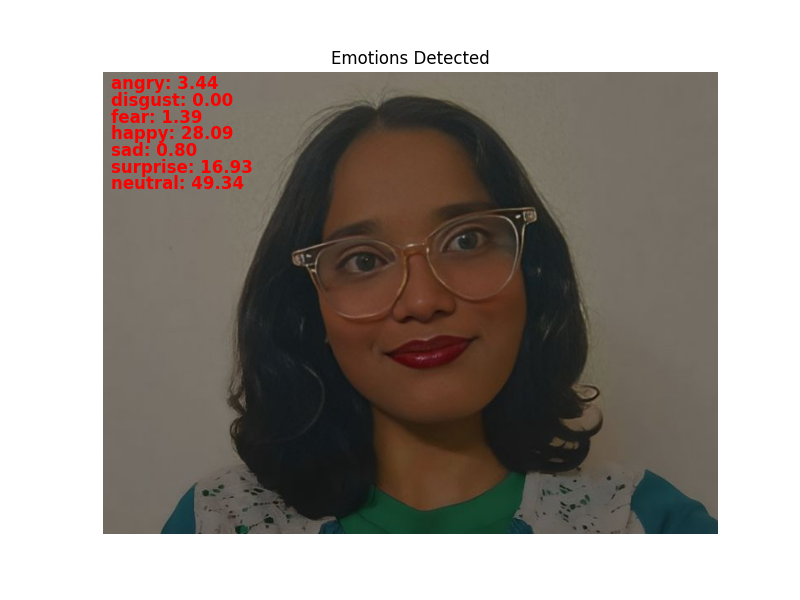 Emotions Detected
angry: 3.44
disgust: 0.00
fear: 1.39
happy: 28.09
sad: 0.80
surprise: 16.93
neutral: 49.34